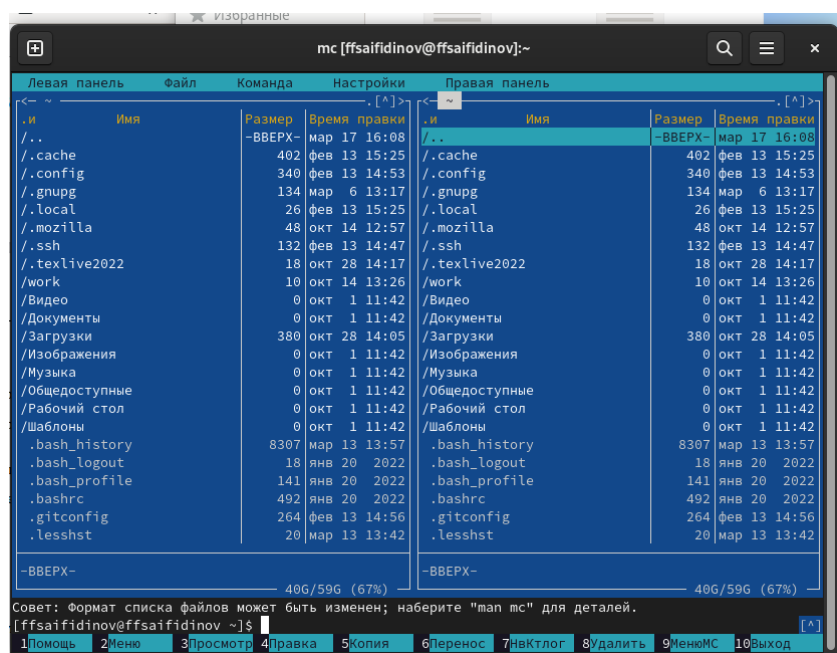 Избранные
mc [ffsaifidinov@ffsaifidinov]:~
Левая панель Файл Команда Настройки Правая панель
<— ~ .[^]> <— ~ .[^]>
.и Имя Размер Время правки .и Имя Размер Время правки
/.. -ВВЕРХ- мар 17 16:08 /.. -ВВЕРХ- мар 17 16:08
/.cache 402 фев 13 15:25 /.cache 402 фев 13 15:25
/.config 340 фев 13 14:53 /.config 340 фев 13 14:53
/.gnupg 134 мар 6 13:17 /.gnupg 134 мар 6 13:17
/.local 26 фев 13 15:25 /.local 26 фев 13 15:25
/.mozilla 48 окт 14 12:57 /.mozilla 48 окт 14 12:57
/.ssh 132 фев 13 14:47 /.ssh 132 фев 13 14:47
/.texlive2022 18 окт 28 14:17 /.texlive2022 18 окт 28 14:17
/work 10 окт 14 13:26 /work 10 окт 14 13:26
/Видео 0 окт 1 11:42 /Видео 0 окт 1 11:42
/Документы 0 окт 1 11:42 /Документы 0 окт 1 11:42
/Загрузки 380 окт 28 14:05 /Загрузки 380 окт 28 14:05
/Изображения 0 окт 1 11:42 /Изображения 0 окт 1 11:42
/Музыка 0 окт 1 11:42 /Музыка 0 окт 1 11:42
/Общедоступные 0 окт 1 11:42 /Общедоступные 0 окт 1 11:42
/Рабочий стол 0 окт 1 11:42 /Рабочий стол 0 окт 1 11:42
/Шаблоны 0 окт 1 11:42 /Шаблоны 0 окт 1 11:42
.bash_history 8307 мар 13 13:57 .bash_history 8307 мар 13 13:57
.bash_logout 18 янв 20 2022 .bash_logout 18 янв 20 2022
.bash_profile 141 янв 20 2022 .bash_profile 141 янв 20 2022
.bashrc 492 янв 20 2022 .bashrc 492 янв 20 2022
.gitconfig 264 фев 13 14:56 .gitconfig 264 фев 13 14:56
.lesshst 20 мар 13 13:42 .lesshst 20 мар 13 13:42
-ВВЕРХ- -ВВЕРХ-
40G/59G (67%) 40G/59G (67%)
Совет: Формат списка файлов может быть изменен; наберите "man mc" для деталей.
[ffsaifidinov@ffsaifidinov ~]$ [^]
1Помощь 2Меню 3Просмотр 4Правка 5Копия 6Перенос 7НвКтлог 8Удалить 9МенюМС 10Выход